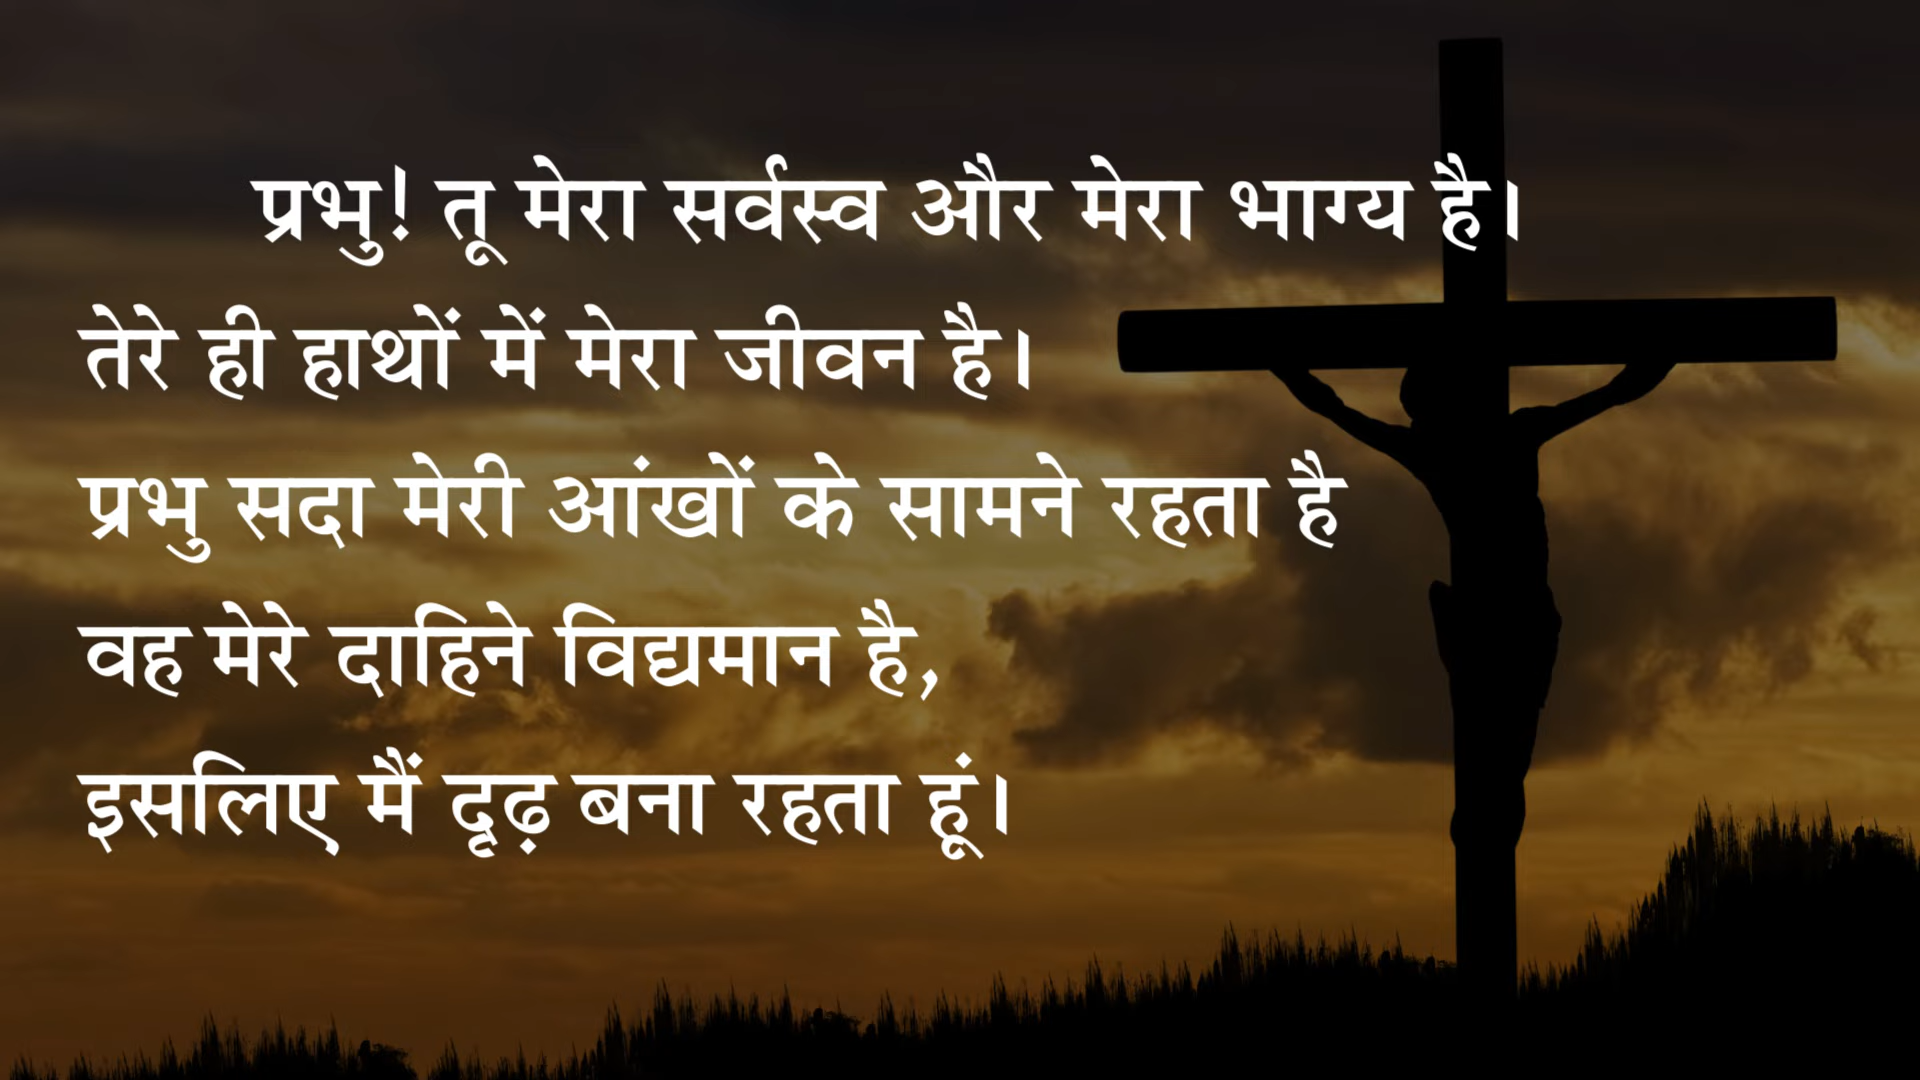 प्रभु! तू मेरा सर्वस्व और मेरा भाग्य है।
तेरे ही हाथों में मेरा जीवन है।
प्रभु सदा मेरी आंखों के सामने रहता है
वह मेरे दाहिने विद्यमान है,
इसलिए मैं दृढ़ बना रहता हूं।